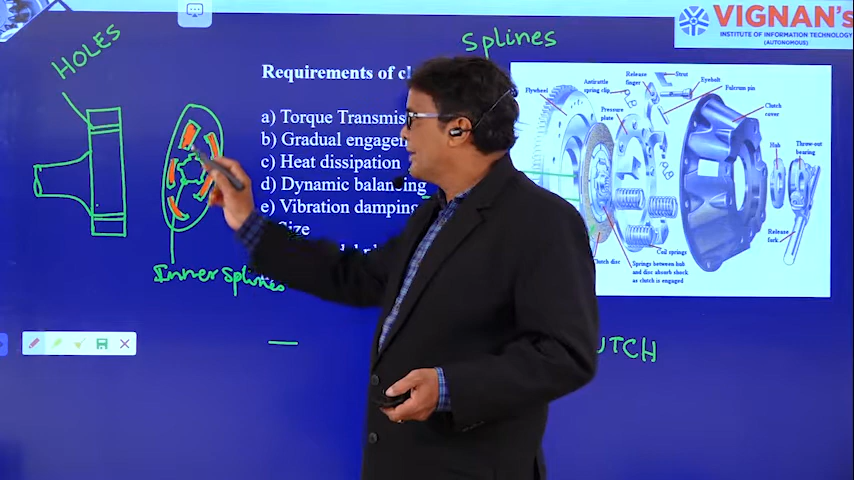 VIGNAN's
INSTITUTE OF INFORMATION TECHNOLOGY
(AUTONOMOUS)
Splines
HOLES
Requirements of cl
a) Torque Transmis
b) Gradual engagem
c) Heat dissipation
d) Dynamic balancing
e) Vibration damping
Size
Inner Splines
Flywheel
Antirattle
spring clip
Release
finger
Strut
Eyebolt
Fulcrum pin
Pressure
plate
Clutch
cover
Hub
Throw-out
bearing
Release
fork
Coil springs
Clutch disc
Springs between hub
and disc absorb shock
as clutch is engaged
UTCH